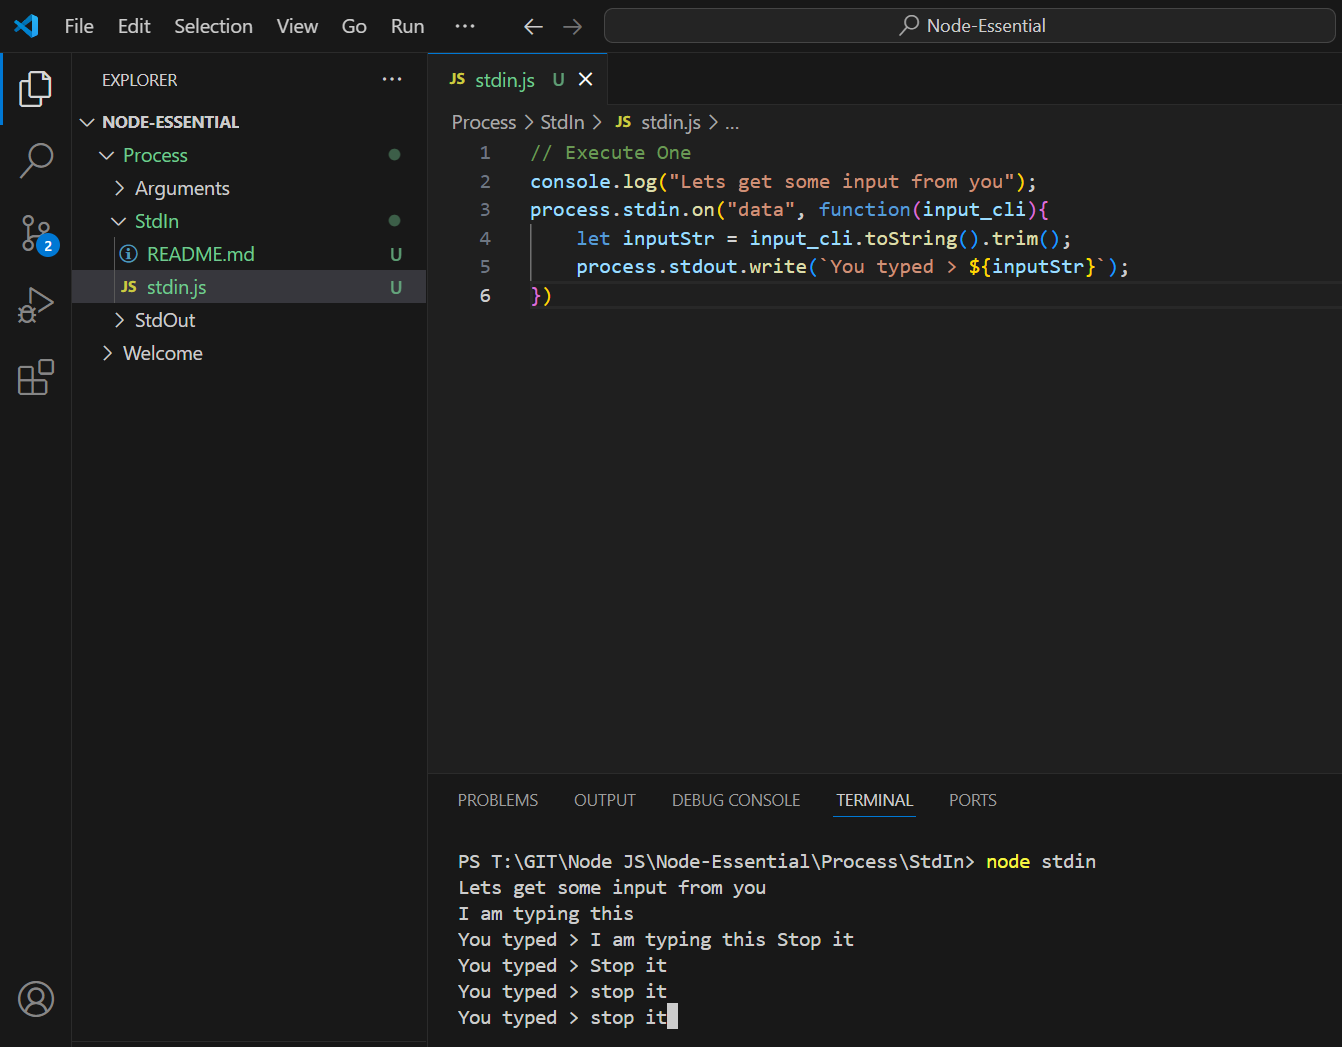 File Edit Selection View Go Run ... Node-Essential
EXPLORER ...
NODE-ESSENTIAL
Process
Arguments
StdIn
README.md U
JS stdin.js U
StdOut
Welcome
2
JS stdin.js U
Process > StdIn > JS stdin.js > ...
1 // Execute One
2 console.log("Lets get some input from you");
3 process.stdin.on("data", function(input_cli){
4 let inputStr = input_cli.toString().trim();
5 process.stdout.write(`You typed > ${inputStr}`);
6 })
PROBLEMS OUTPUT DEBUG CONSOLE TERMINAL PORTS
PS T:\GIT\Node JS\Node-Essential\Process\StdIn> node stdin
Lets get some input from you
I am typing this
You typed > I am typing this Stop it
You typed > Stop it
You typed > stop it
You typed > stop it